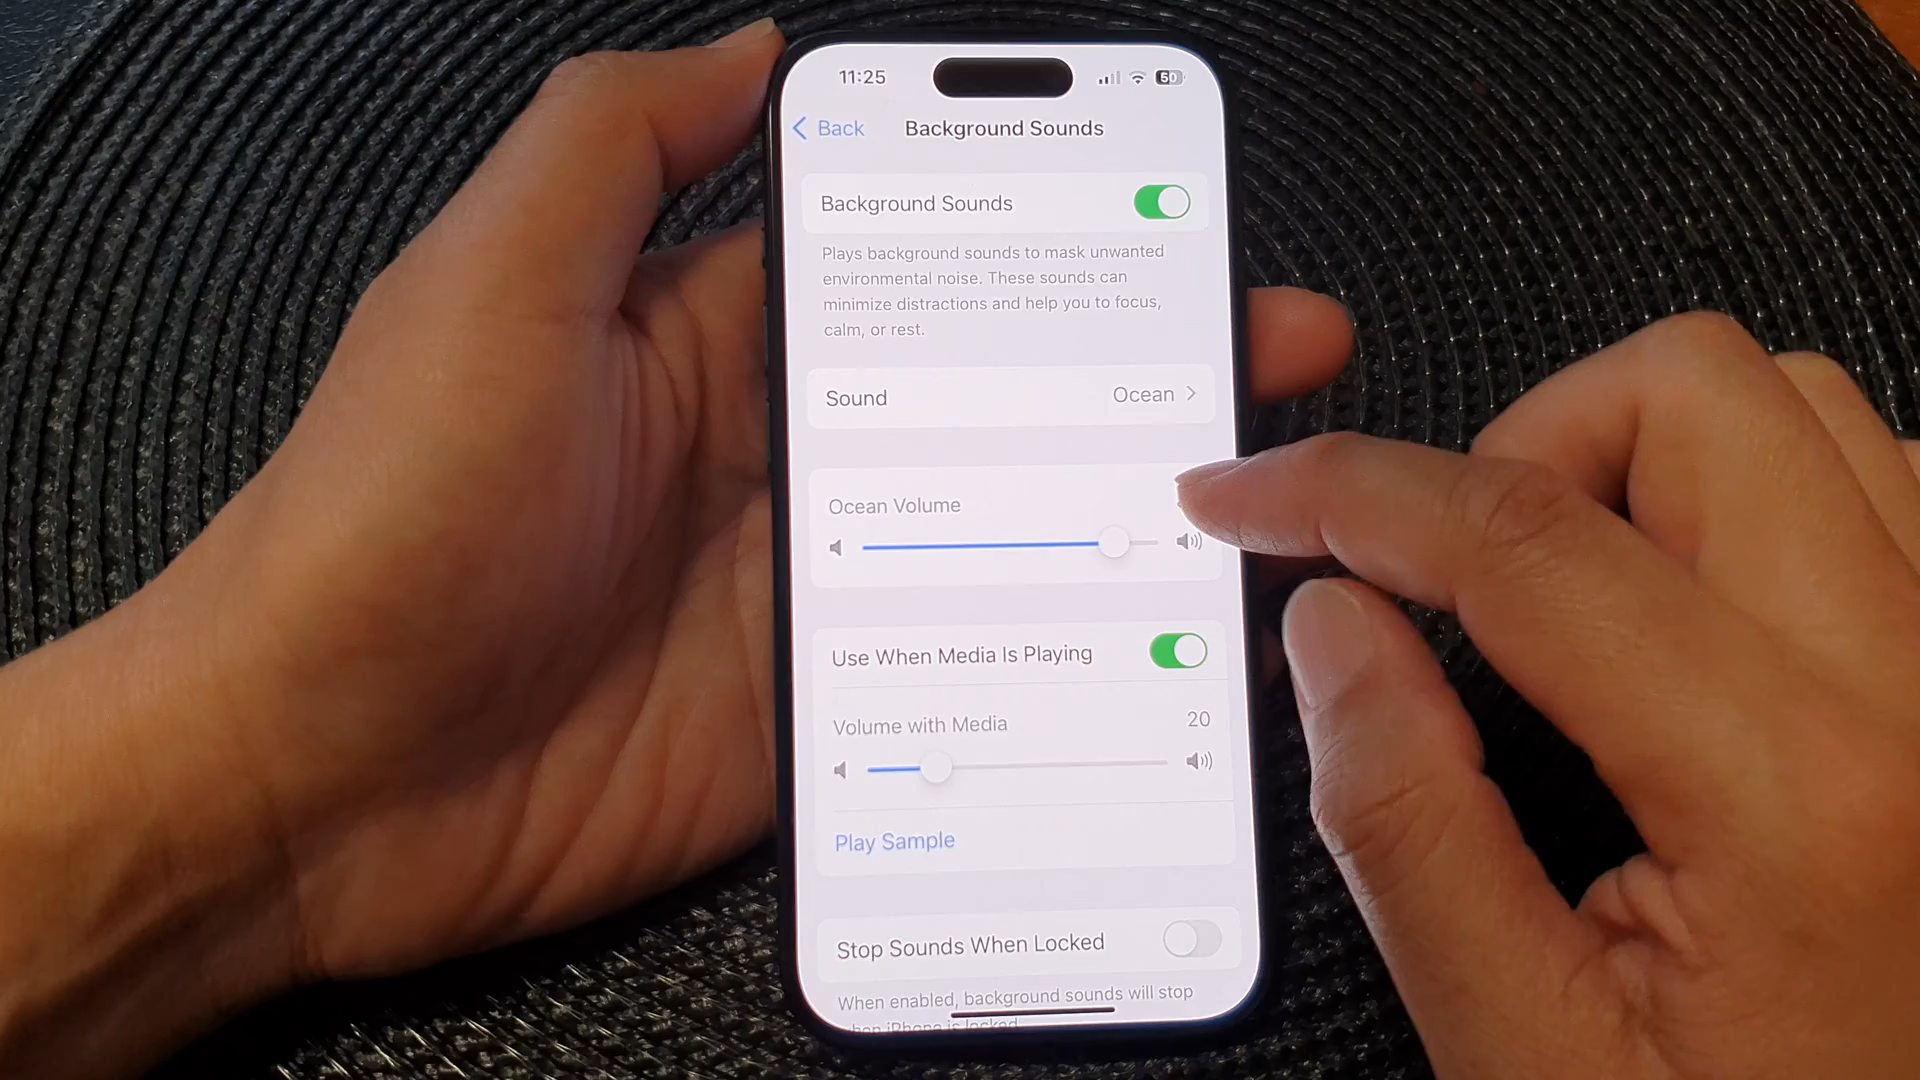 11:25
50
Back
Background Sounds
Background Sounds
Plays background sounds to mask unwanted
environmental noise. These sounds can
minimize distractions and help you to focus,
calm, or rest.
Sound
Ocean
Ocean Volume
Use When Media Is Playing
Volume with Media
20
Play Sample
Stop Sounds When Locked
When enabled, background sounds will stop
when iPhone is locked.